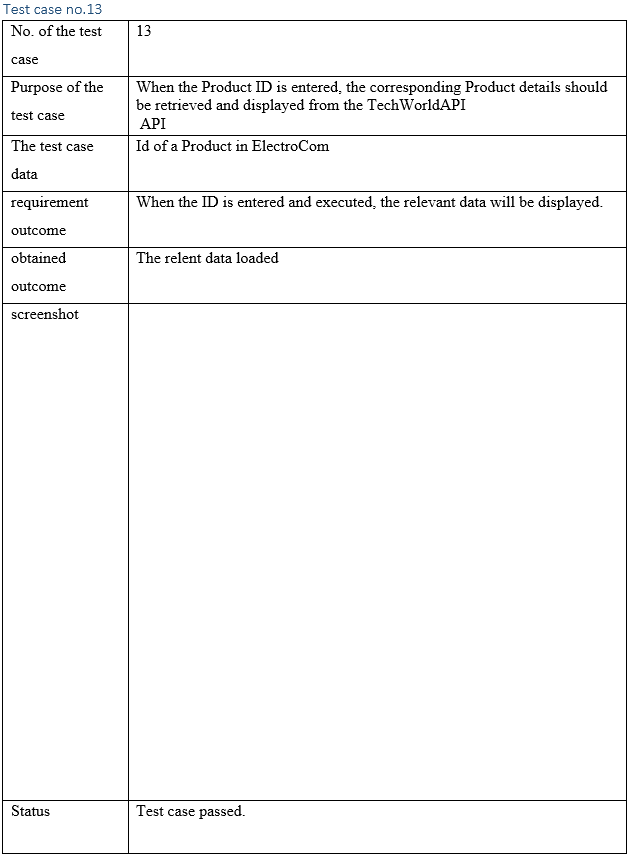 Test case no.13
No. of the test
case
13
Purpose of the
test case
When the Product ID is entered, the corresponding Product details should
be retrieved and displayed from the TechWorldAPI
API
The test case
data
Id of a Product in ElectroCom
requirement
outcome
When the ID is entered and executed, the relevant data will be displayed.
obtained
outcome
The relent data loaded
screenshot
Status
Test case passed.